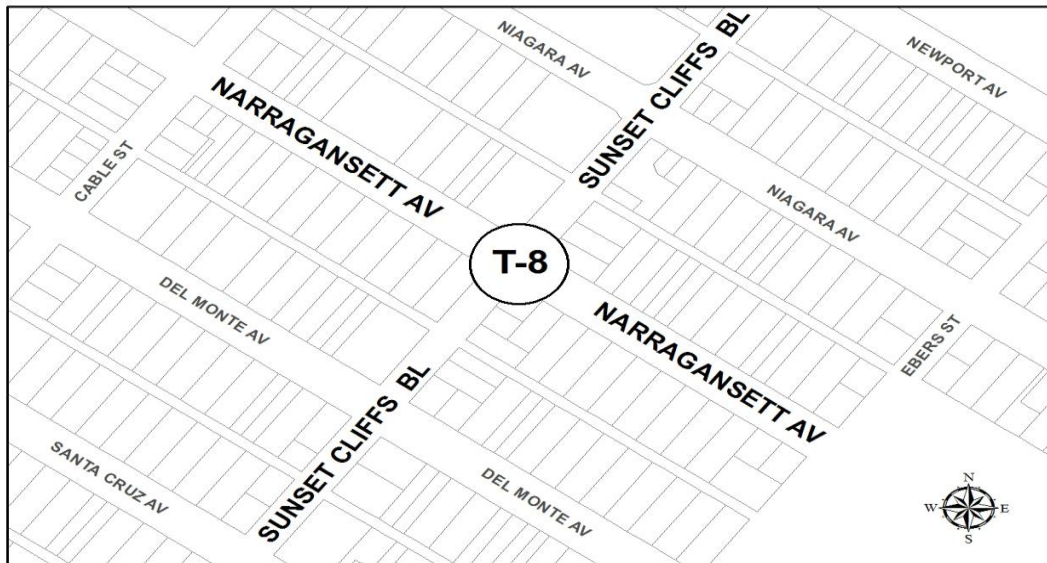 NIAGARA AV
SUNSET CLIFFS BL
NEWPORT AV
NARRAGANSETT AV
CABLE ST
NIAGARA AV
T-8
DEL MONTE AV
NARRAGANSETT AV
EBERS ST
SUNSET CLIFFS BL
SANTA CRUZ AV
DEL MONTE AV
N
W E
S